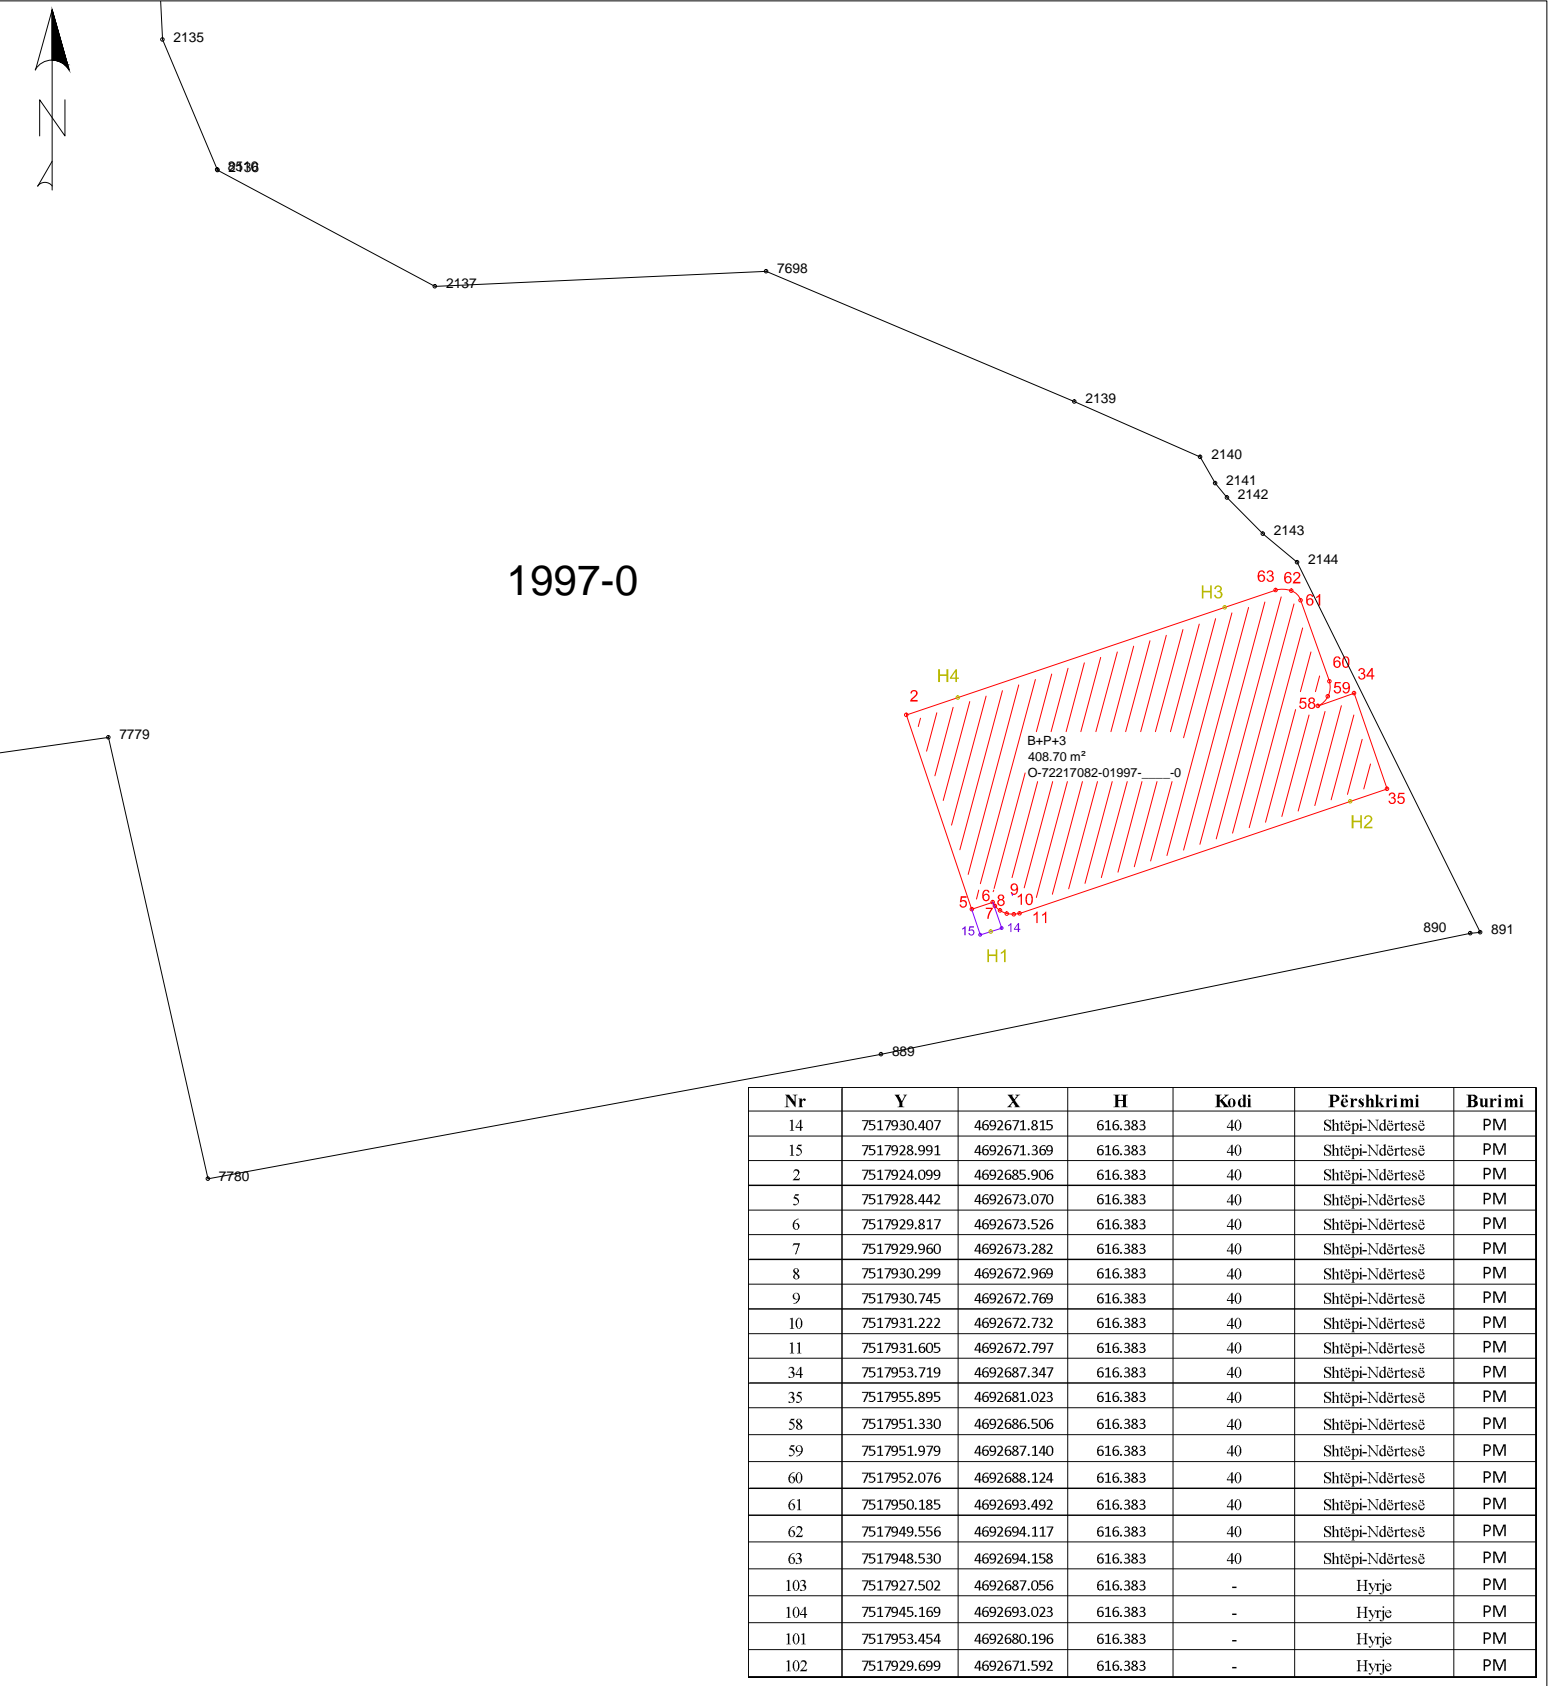 N
2135
2136
2137
7698
2139
2140
2141
2142
2143
2144
1997-0
63
62
61
H3
60
34
H4
59
2
58
7779
B+P+3
408.70 m²
O-72217082-01997-____-0
35
H2
9
6
8
10
5
7
11
15
14
H1
890
891
889
7780
Nr Y X H Kodi Përshkrimi Burimi
14 7517930.407 4692671.815 616.383 40 Shtëpi-Ndërtesë PM
15 7517928.991 4692671.369 616.383 40 Shtëpi-Ndërtesë PM
2 7517924.099 4692685.906 616.383 40 Shtëpi-Ndërtesë PM
5 7517928.442 4692673.070 616.383 40 Shtëpi-Ndërtesë PM
6 7517929.817 4692673.526 616.383 40 Shtëpi-Ndërtesë PM
7 7517929.960 4692673.282 616.383 40 Shtëpi-Ndërtesë PM
8 7517930.299 4692672.969 616.383 40 Shtëpi-Ndërtesë PM
9 7517930.745 4692672.769 616.383 40 Shtëpi-Ndërtesë PM
10 7517931.222 4692672.732 616.383 40 Shtëpi-Ndërtesë PM
11 7517931.605 4692672.797 616.383 40 Shtëpi-Ndërtesë PM
34 7517953.719 4692687.347 616.383 40 Shtëpi-Ndërtesë PM
35 7517955.895 4692681.023 616.383 40 Shtëpi-Ndërtesë PM
58 7517951.330 4692686.506 616.383 40 Shtëpi-Ndërtesë PM
59 7517951.979 4692687.140 616.383 40 Shtëpi-Ndërtesë PM
60 7517952.076 4692688.124 616.383 40 Shtëpi-Ndërtesë PM
61 7517950.185 4692693.492 616.383 40 Shtëpi-Ndërtesë PM
62 7517949.556 4692694.117 616.383 40 Shtëpi-Ndërtesë PM
63 7517948.530 4692694.158 616.383 40 Shtëpi-Ndërtesë PM
103 7517927.502 4692687.056 616.383 - Hyrje PM
104 7517945.169 4692693.023 616.383 - Hyrje PM
101 7517953.454 4692680.196 616.383 - Hyrje PM
102 7517929.699 4692671.592 616.383 - Hyrje PM